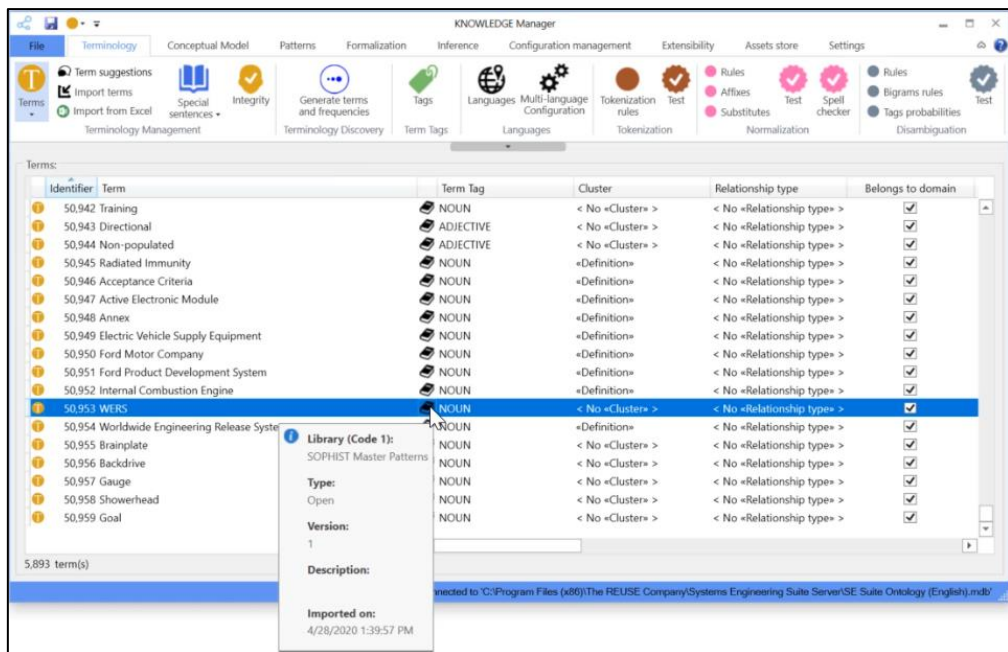 KNOWLEDGE Manager
File Terminology Conceptual Model Patterns Formalization Inference Configuration management Extensibility Assets store Settings
Terms
Term suggestions
Import terms
Import from Excel
Special sentences
Integrity
Terminology Management
Generate terms and frequencies
Terminology Discovery
Tags
Term Tags
Languages
Multi-language Configuration
Languages
Tokenization rules
Test
Tokenization
Rules
Affixes
Substitutes
Test
Spell checker
Normalization
Rules
Bigrams rules
Tags probabilities
Test
Disambiguation
Terms:
Identifier Term Term Tag Cluster Relationship type Belongs to domain
50,942 Training NOUN < No «Cluster» > < No «Relationship type» >
50,943 Directional ADJECTIVE < No «Cluster» > < No «Relationship type» >
50,944 Non-populated ADJECTIVE < No «Cluster» > < No «Relationship type» >
50,945 Radiated Immunity NOUN «Definition» < No «Relationship type» >
50,946 Acceptance Criteria NOUN «Definition» < No «Relationship type» >
50,947 Active Electronic Module NOUN «Definition» < No «Relationship type» >
50,948 Annex NOUN «Definition» < No «Relationship type» >
50,949 Electric Vehicle Supply Equipment NOUN «Definition» < No «Relationship type» >
50,950 Ford Motor Company NOUN «Definition» < No «Relationship type» >
50,951 Ford Product Development System NOUN «Definition» < No «Relationship type» >
50,952 Internal Combustion Engine NOUN «Definition» < No «Relationship type» >
50,953 WERS NOUN < No «Cluster» > < No «Relationship type» >
50,954 Worldwide Engineering Release Syste NOUN «Definition» < No «Relationship type» >
50,955 Brainplate NOUN < No «Cluster» > < No «Relationship type» >
50,956 Backdrive NOUN < No «Cluster» > < No «Relationship type» >
50,957 Gauge NOUN < No «Cluster» > < No «Relationship type» >
50,958 Showerhead NOUN < No «Cluster» > < No «Relationship type» >
50,959 Goal NOUN < No «Cluster» > < No «Relationship type» >
Library (Code 1):
SOPHIST Master Patterns
Type:
Open
Version:
1
Description:
Imported on:
4/28/2020 1:39:57 PM
5,893 term(s)
nnected to 'C:\Program Files (x86)\The REUSE Company\Systems Engineering Suite Server\SE Suite Ontology (English).mdb'